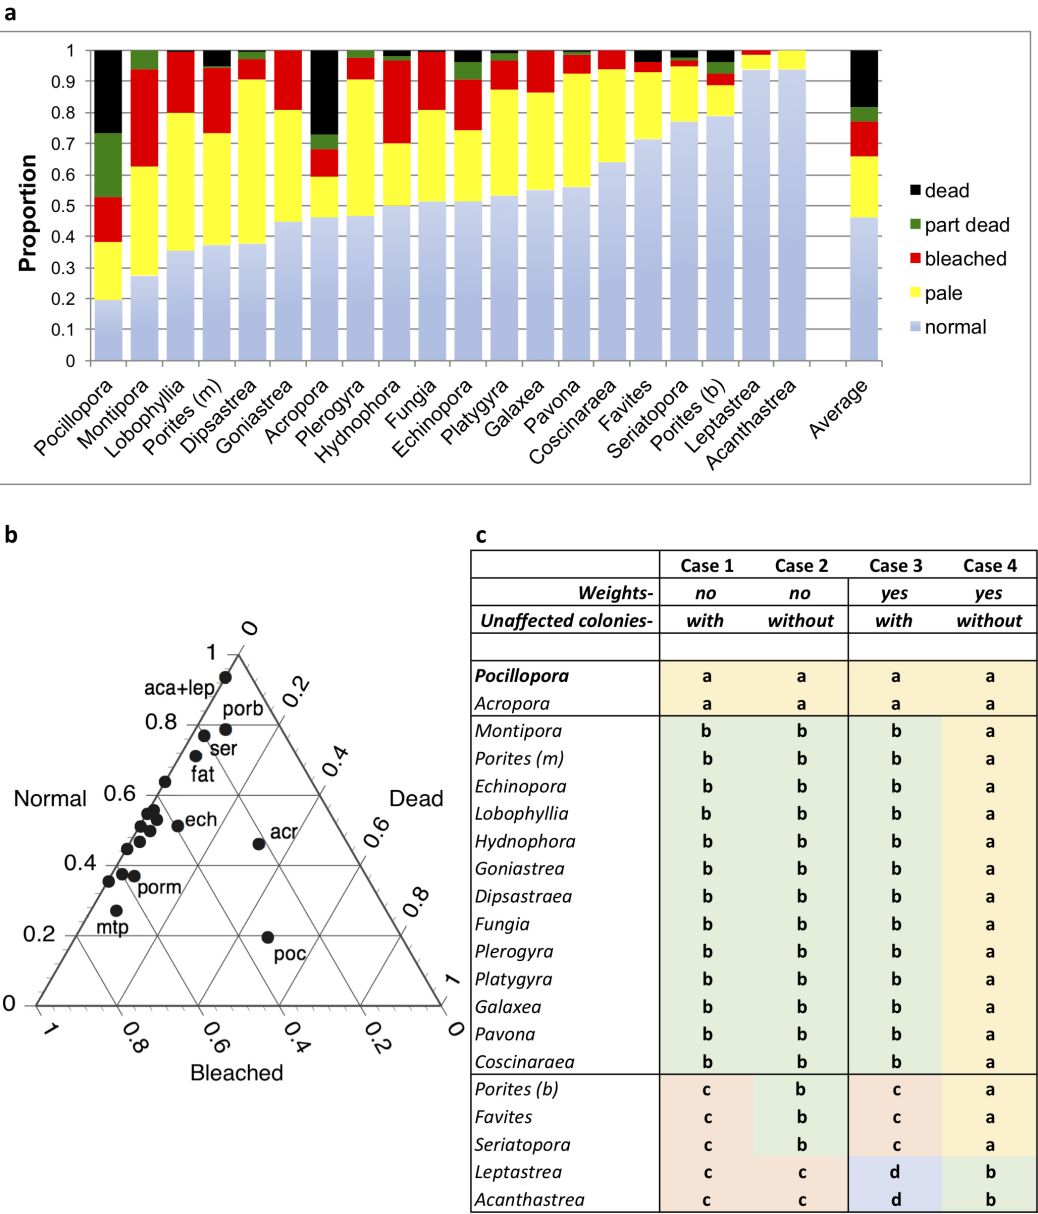 a
Proportion
1
0.9
0.8
0.7
0.6
0.5
0.4
0.3
0.2
0.1
0
dead
part dead
bleached
pale
normal
Pocillopora
Montipora
Lobophyllia
Porites (m)
Dipsastrea
Goniastrea
Acropora
Plerogyra
Hydnophora
Fungia
Echinopora
Platygyra
Galaxea
Pavona
Coscinaraea
Favites
Seriatopora
Porites (b)
Leptastrea
Acanthastrea
Average
b
Normal
Dead
Bleached
1
0.8
0.6
0.4
0.2
0
0
0.2
0.4
0.6
0.8
1
1
0.8
0.6
0.4
0.2
0
aca+lep
porb
ser
fat
ech
acr
porm
mtp
poc
c
Case 1 Case 2 Case 3 Case 4
Weights- no no yes yes
Unaffected colonies- with without with without
Pocillopora a a a a
Acropora a a a a
Montipora b b b a
Porites (m) b b b a
Echinopora b b b a
Lobophyllia b b b a
Hydnophora b b b a
Goniastrea b b b a
Dipsastraea b b b a
Fungia b b b a
Plerogyra b b b a
Platygyra b b b a
Galaxea b b b a
Pavona b b b a
Coscinaraea b b b a
Porites (b) c b c a
Favites c b c a
Seriatopora c b c a
Leptastrea c c d b
Acanthastrea c c d b